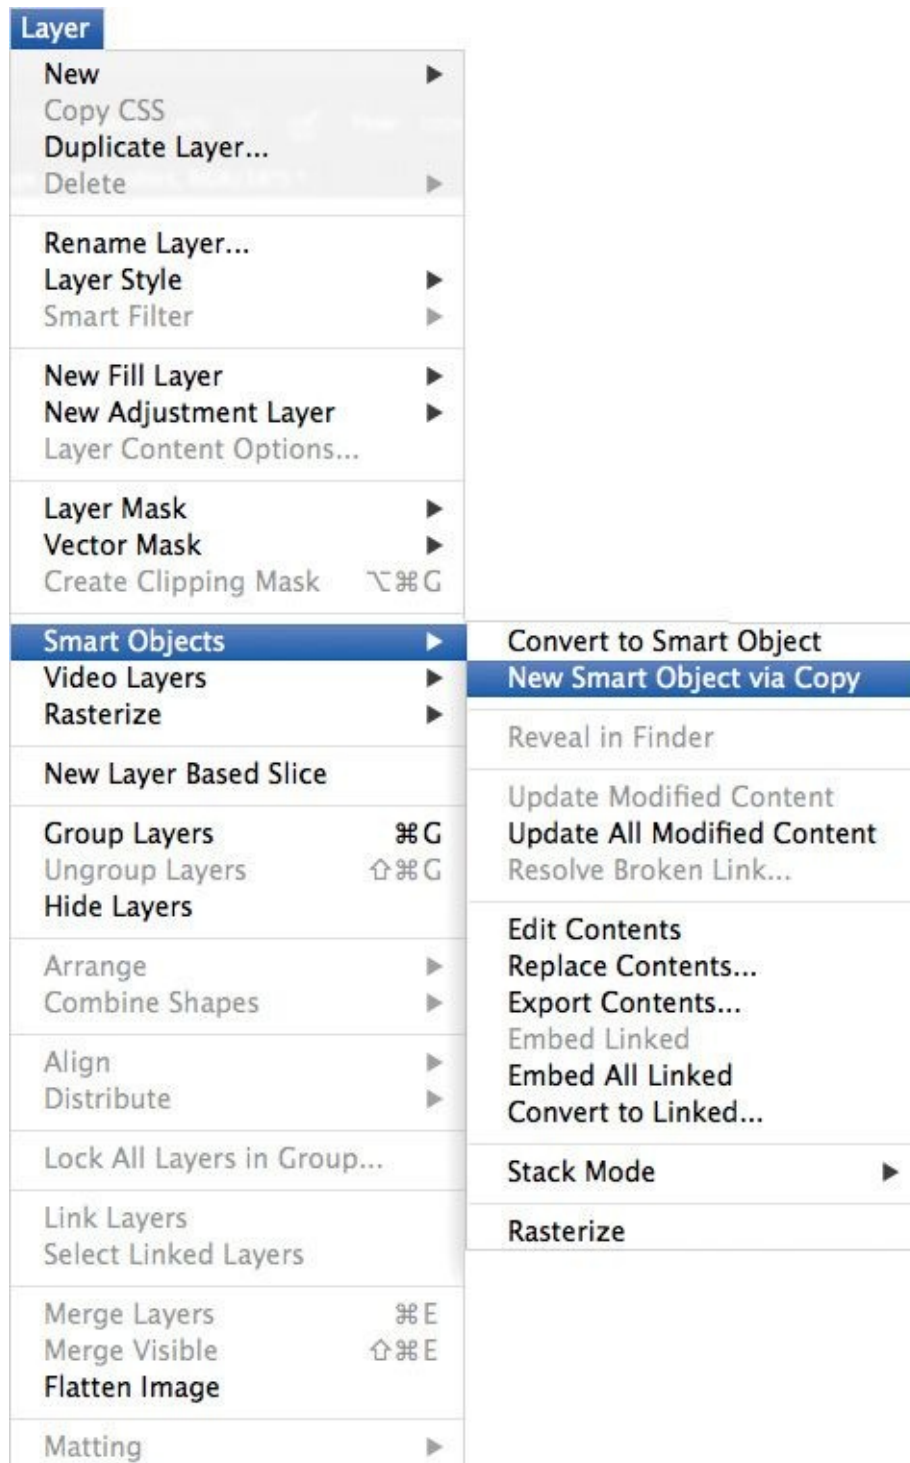 Layer
New
Copy CSS
Duplicate Layer...
Delete
Rename Layer...
Layer Style
Smart Filter
New Fill Layer
New Adjustment Layer
Layer Content Options...
Layer Mask
Vector Mask
Create Clipping Mask ⌥⌘G
Smart Objects
Video Layers
Rasterize
New Layer Based Slice
Group Layers ⌘G
Ungroup Layers ⇧⌘G
Hide Layers
Arrange
Combine Shapes
Align
Distribute
Lock All Layers in Group...
Link Layers
Select Linked Layers
Merge Layers ⌘E
Merge Visible ⇧⌘E
Flatten Image
Matting
Convert to Smart Object
New Smart Object via Copy
Reveal in Finder
Update Modified Content
Update All Modified Content
Resolve Broken Link...
Edit Contents
Replace Contents...
Export Contents...
Embed Linked
Embed All Linked
Convert to Linked...
Stack Mode
Rasterize